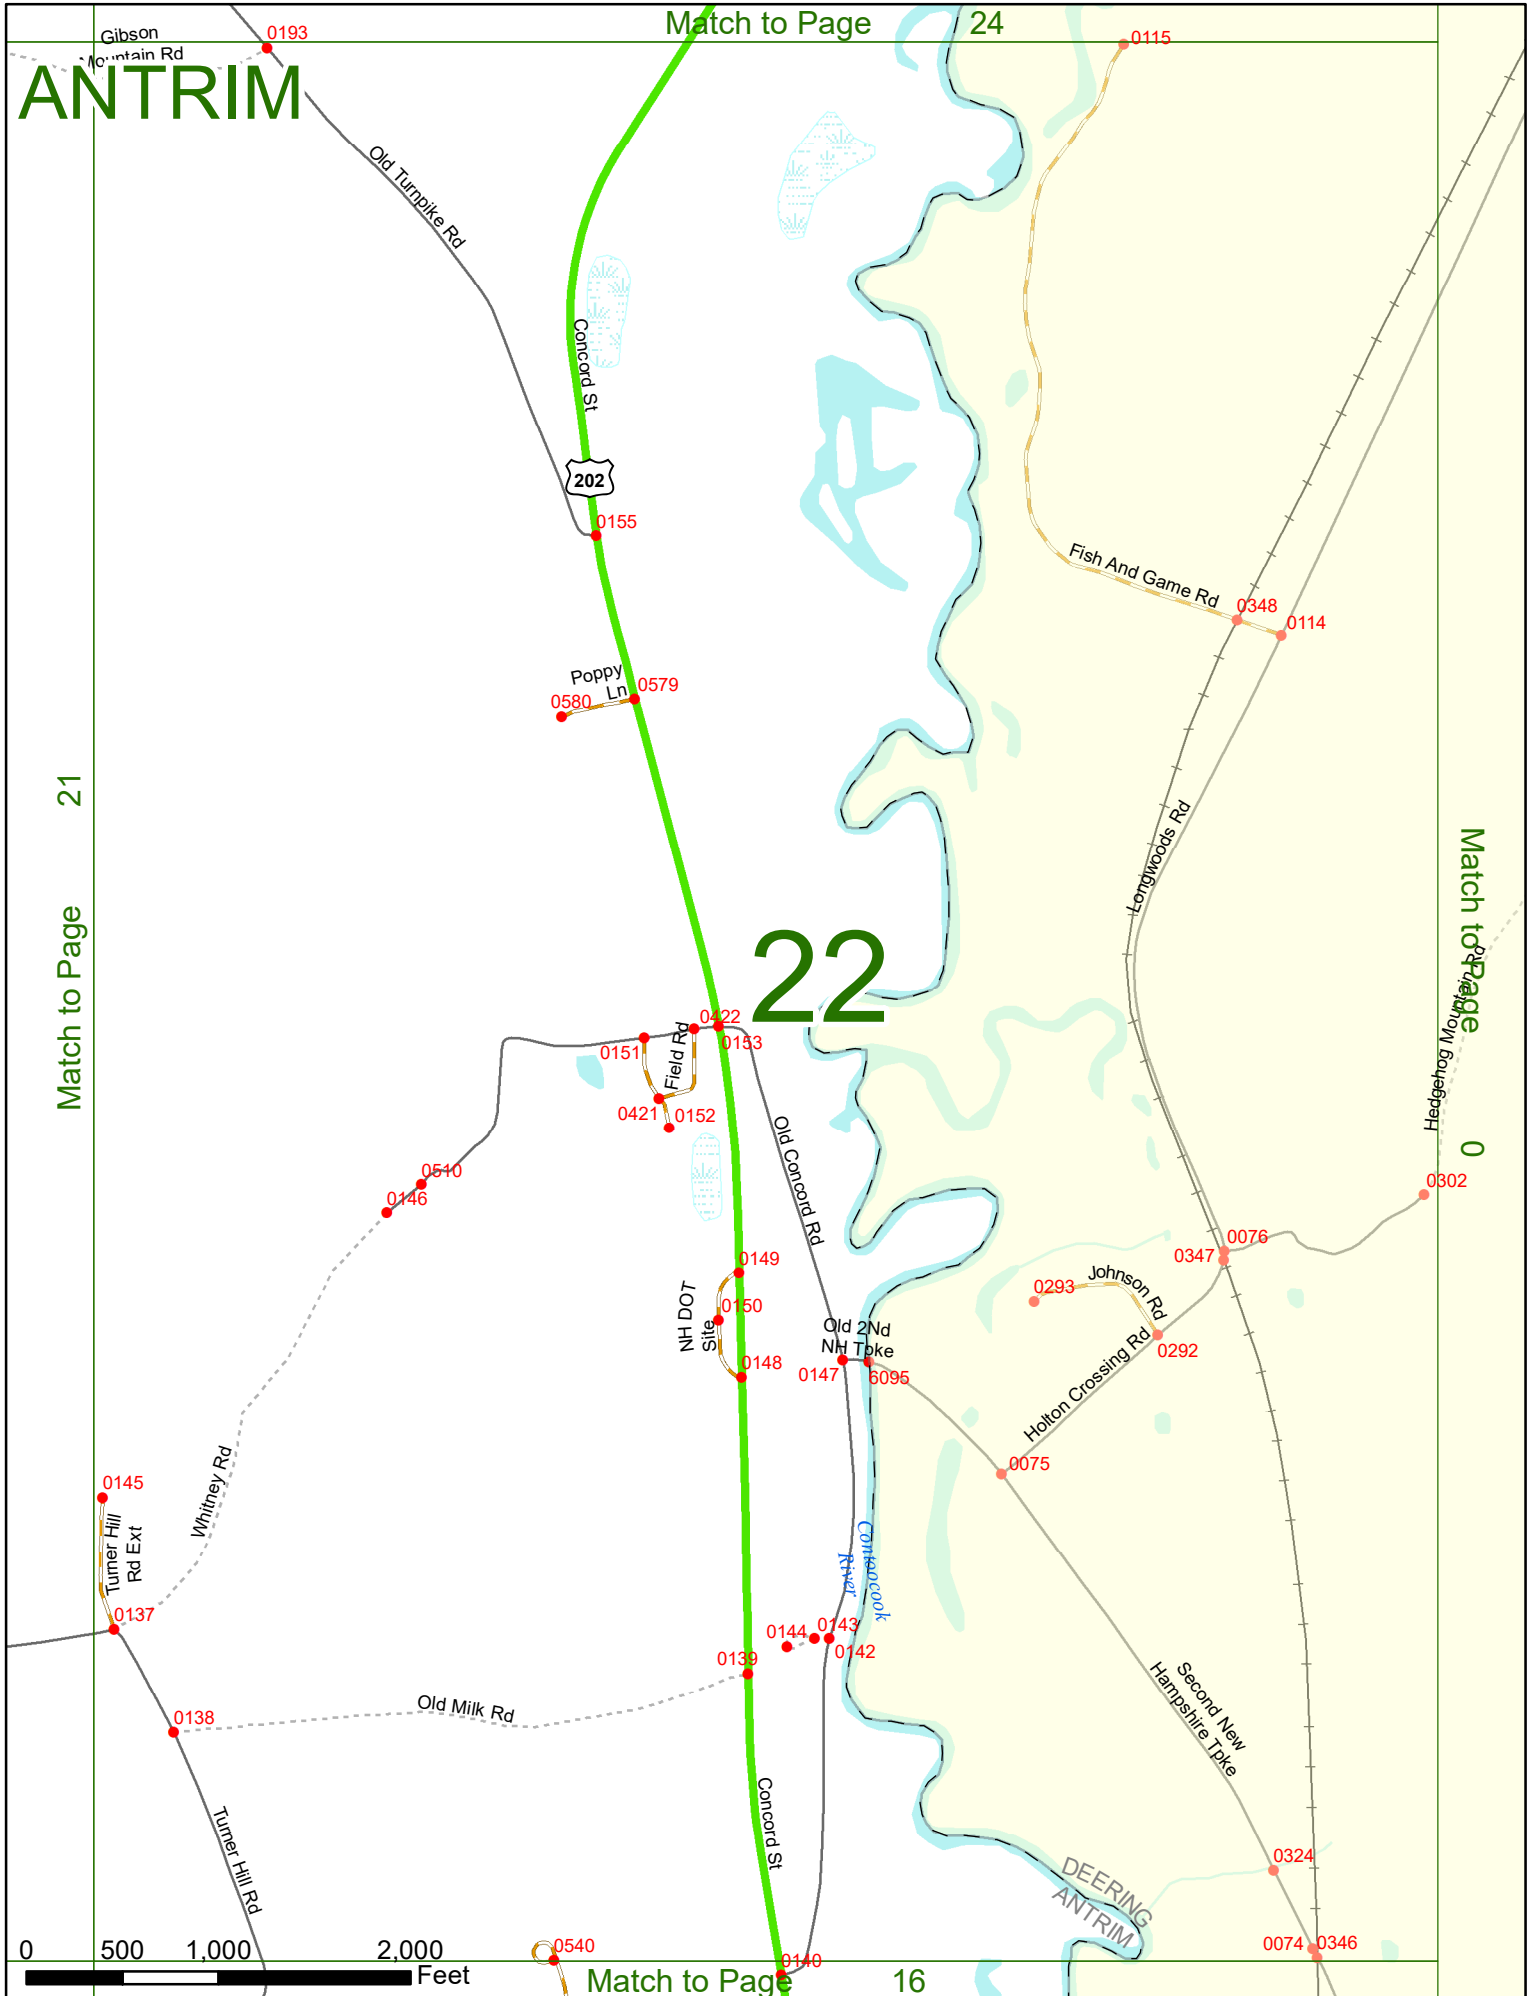 Match to Page 24
Gibson
Mountain Rd
0193
0115
ANTRIM
Old Turnpike Rd
Concord St
202
0155
Fish And Game Rd
0348
0114
Poppy
Ln
0579
0580
21
Match to Page
Longwoods Rd
Match to Page
0
22
Hedgehog Mountain Rd
0422
0153
0151
Field Rd
0421
0152
Old Concord Rd
0510
0146
0302
0076
0347
0149
0293
Johnson Rd
NH DOT
Site
0150
Old 2Nd
NH Tpke
0292
0147
6095
0148
Holton Crossing Rd
0075
Whitney Rd
0145
Turner Hill
Rd Ext
Contoocook
River
0137
0144
0143
0142
0139
Second New
Hampshire Tpke
Old Milk Rd
0138
Concord St
Turner Hill Rd
0324
DEERING
ANTRIM
0540
0074
0346
0140
0 500 1,000 2,000
Feet
Match to Page 16